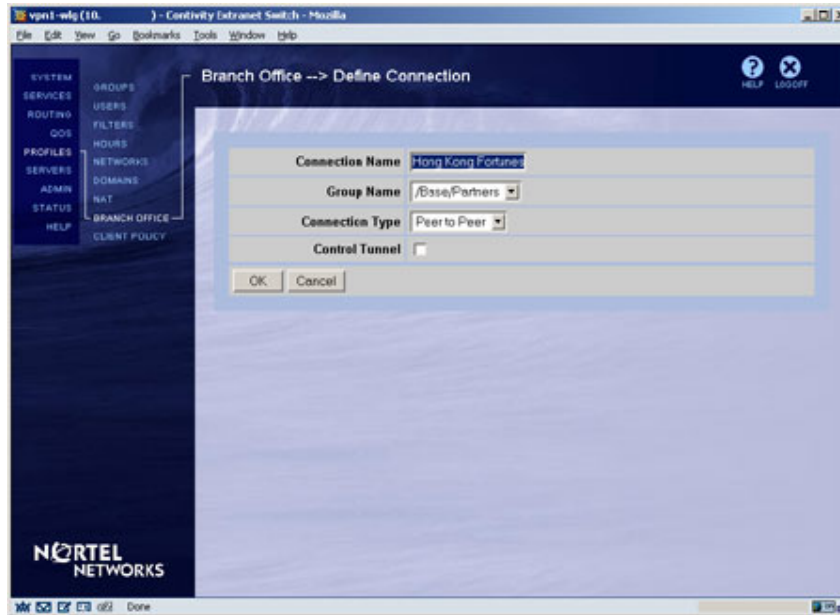 vpn1-wlg (10. ) - Contivity Extranet Switch - Mozilla
File Edit View Go Bookmarks Tools Window Help
SYSTEM
SERVICES
ROUTING
QOS
PROFILES
SERVERS
ADMIN
STATUS
HELP
GROUPS
USERS
FILTERS
HOURS
NETWORKS
DOMAINS
NAT
BRANCH OFFICE
CLIENT POLICY
Branch Office --> Define Connection
? HELP
X LOGOFF
Connection Name Hong Kong Fortunes
Group Name /Base/Partners
Connection Type Peer to Peer
Control Tunnel
OK Cancel
NORTEL
NETWORKS
Done